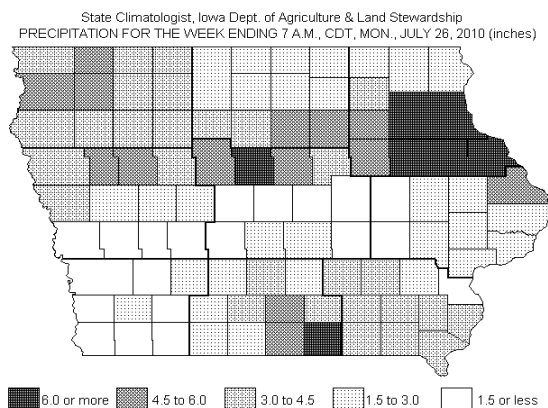 State Climatologist, Iowa Dept. of Agriculture & Land Stewardship
PRECIPITATION FOR THE WEEK ENDING 7 A.M., CDT, MON., JULY 26, 2010 (inches)
6.0 or more 4.5 to 6.0 3.0 to 4.5 1.5 to 3.0 1.5 or less